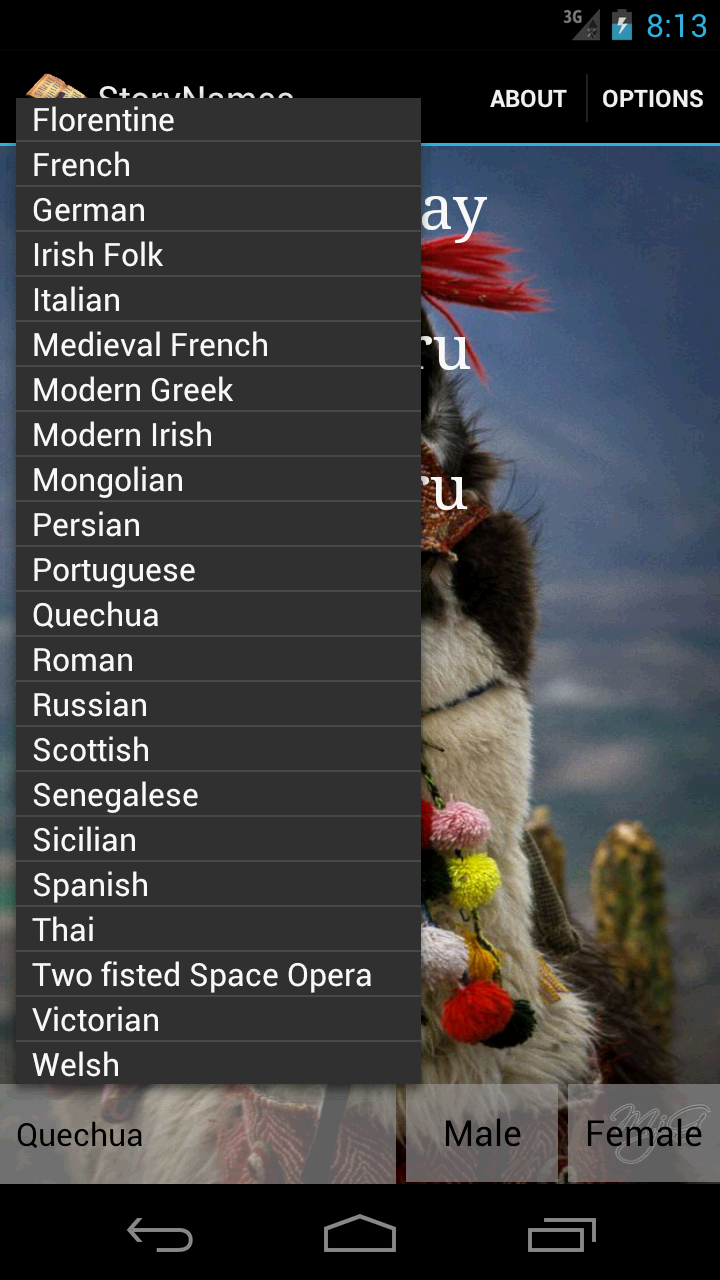 3G 8:13
StoryNames ABOUT OPTIONS
Florentine
French
ay
German
Irish Folk
Italian
Medieval French
ru
Modern Greek
Modern Irish
Mongolian
ru
Persian
Portuguese
Quechua
Roman
Russian
Scottish
Senegalese
Sicilian
Spanish
Thai
Two fisted Space Opera
Victorian
Welsh
Quechua Male Female